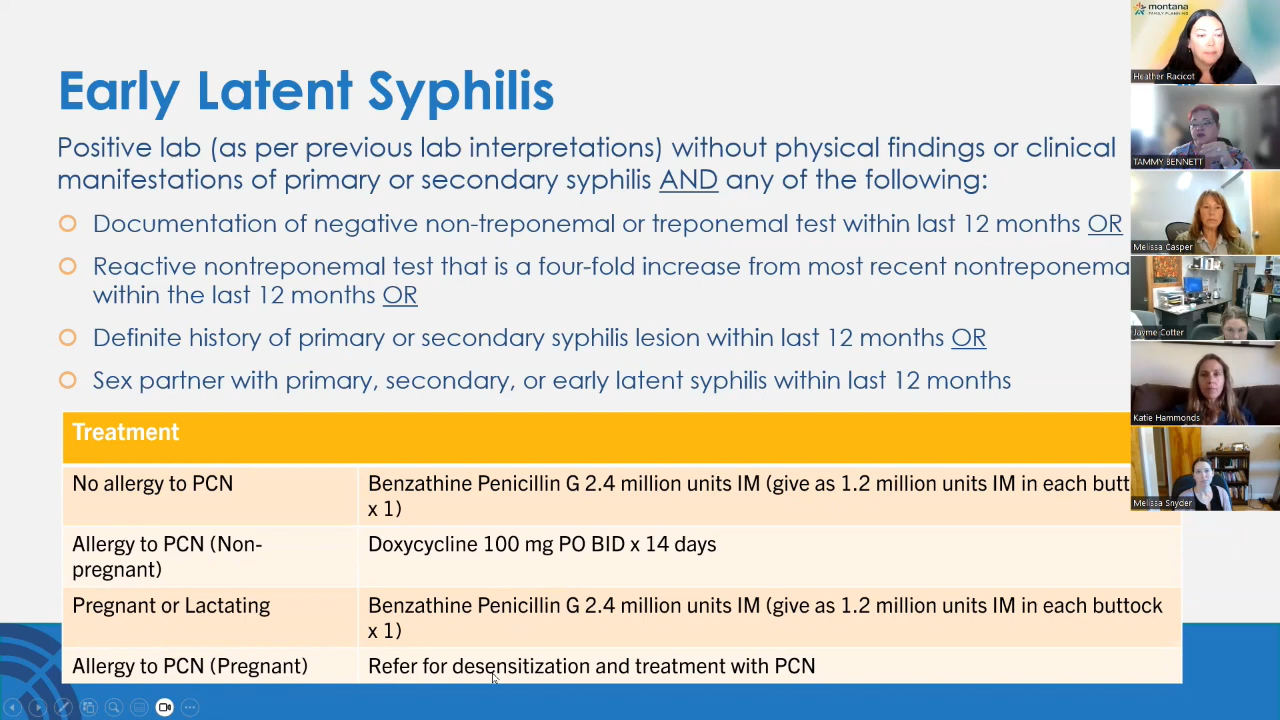 Early Latent Syphilis
Positive lab (as per previous lab interpretations) without physical findings or clinical
manifestations of primary or secondary syphilis AND any of the following:
Documentation of negative non-treponemal or treponemal test within last 12 months OR
Reactive nontreponemal test that is a four-fold increase from most recent nontreponema
within the last 12 months OR
Definite history of primary or secondary syphilis lesion within last 12 months OR
Sex partner with primary, secondary, or early latent syphilis within last 12 months
Treatment
No allergy to PCN
Benzathine Penicillin G 2.4 million units IM (give as 1.2 million units IM in each butt
x 1)
Allergy to PCN (Non-
pregnant)
Doxycycline 100 mg PO BID x 14 days
Pregnant or Lactating
Benzathine Penicillin G 2.4 million units IM (give as 1.2 million units IM in each buttock
x 1)
Allergy to PCN (Pregnant)
Refer for desensitization and treatment with PCN
montana
FAMILY PLANNING
Heather Racicot
TAMMY BENNETT
Melissa Casper
Jayme Cotter
Katie Hammonds
Melissa Snyder